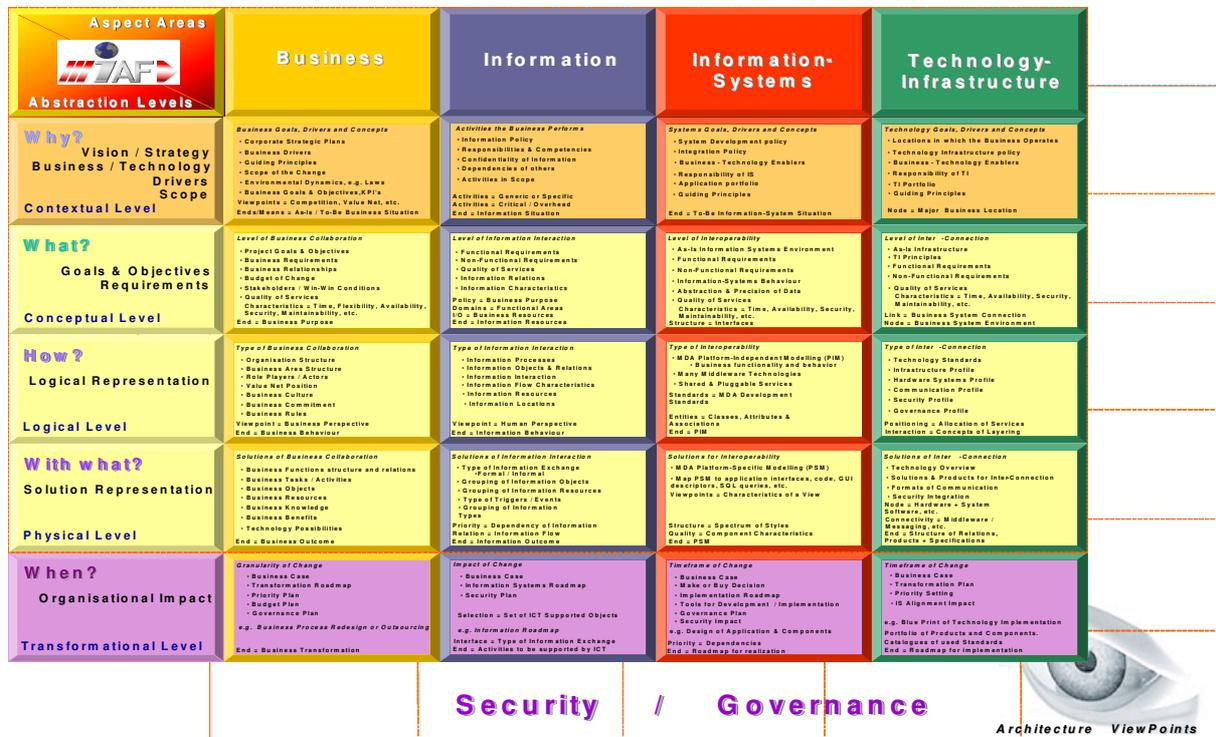 Aspect Areas
Abstraction Levels
Business
Information
Information-
Systems
Technology-
Infrastructure
Why?
Vision / Strategy
Business / Technology
Drivers
Scope
Contextual Level
Business Goals, Drivers and Concepts
• Corporate Strategic Plans
• Business Drivers
• Guiding Principles
• Scope of the Change
• Environmental Dynamics, e.g. Laws
• Business Goals & Objectives,KPI's
Viewpoints = Competition, Value Net, etc.
Ends/Means = As-Is / To-Be Business Situation
Activities the Business Performs
• Information Policy
• Responsibilities & Competencies
• Confidentiality of Information
• Dependencies of others
• Activities in Scope
Activities = Generic or Specific
Activities = Critical / Overhead
End = Information Situation
Systems Goals, Drivers and Concepts
• System Development policy
• Integration Policy
• Business - Technology Enablers
• Responsibility of IS
• Application portfolio
• Guiding Principles
End = To-Be Information-System Situation
Technology Goals, Drivers and Concepts
• Locations in which the Business Operates
• Technology Infrastructure policy
• Business - Technology Enablers
• Responsibility of TI
• TI Portfolio
• Guiding Principles
Node = Major Business Location
What?
Goals & Objectives
Requirements
Conceptual Level
Level of Business Collaboration
• Project Goals & Objectives
• Business Requirements
• Business Relationships
• Budget of Change
• Stakeholders / Win-Win Conditions
• Quality of Services
Characteristics = Time, Flexibility, Availability,
Security, Maintainability, etc.
End = Business Purpose
Level of Information Interaction
• Functional Requirements
• Non-Functional Requirements
• Quality of Services
• Information Relations
• Information Characteristics
Policy = Business Purpose
Domains = Functional Areas
I/O = Business Resources
End = Information Resources
Level of Interoperability
• As-Is Information Systems Environment
• Functional Requirements
• Non-Functional Requirements
• Information-Systems Behaviour
• Abstraction & Precision of Data
• Quality of Services
Characteristics = Time, Availability, Security,
Maintainability, etc.
Structure = Interfaces
Level of Inter -Connection
• As-Is Infrastructure
• TI Principles
• Functional Requirements
• Non-Functional Requirements
• Quality of Services
Characteristics = Time, Availability, Security,
Maintainability, etc.
Link = Business System Connection
Node = Business System Environment
How?
Logical Representation
Logical Level
Type of Business Collaboration
• Organisation Structure
• Business Area Structure
• Role Players / Actors
• Value Net Position
• Business Culture
• Business Commitment
• Business Rules
Viewpoint = Business Perspective
End = Business Behaviour
Type of Information Interaction
• Information Processes
• Information Objects & Relations
• Information Interaction
• Information Flow Characteristics
• Information Resources
• Information Locations
Viewpoint = Human Perspective
End = Information Behaviour
Type of Interoperability
• MDA Platform-Independent Modelling (PIM)
• Business functionality and behavior
• Many Middleware Technologies
• Shared & Pluggable Services
Standards = MDA Development
Standards
Entities = Classes, Attributes &
Associations
End = PIM
Type of Inter -Connection
• Technology Standards
• Infrastructure Profile
• Hardware Systems Profile
• Communication Profile
• Security Profile
• Governance Profile
Positioning = Allocation of Services
Interaction = Concepts of Layering
With what?
Solution Representation
Physical Level
Solutions of Business Collaboration
• Business Functions structure and relations
• Business Tasks / Activities
• Business Objects
• Business Resources
• Business Knowledge
• Business Benefits
• Technology Possibilities
End = Business Outcome
Solutions of Information Interaction
• Type of Information Exchange
•Formal / Informal
• Grouping of Information Objects
• Grouping of Information Resources
• Type of Triggers / Events
• Grouping of Information
Types
Priority = Dependency of Information
Relation = Information Flow
End = Information Outcome
Solutions for Interoperability
• MDA Platform-Specific Modelling (PSM)
• Map PSM to application interfaces, code, GUI
descriptors, SQL queries, etc.
Viewpoints = Characteristics of a View
Structure = Spectrum of Styles
Quality = Component Characteristics
End = PSM
Solutions of Inter -Connection
• Technology Overview
• Solutions & Products for Inter-Connection
• Formats of Communication
• Security Integration
Node = Hardware + System
Software, etc.
Connectivity = Middleware /
Messaging, etc.
End = Structure of Relations,
Products + Specifications
When?
Organisational Impact
Transformational Level
Granularity of Change
• Business Case
• Transformation Roadmap
• Priority Plan
• Budget Plan
• Governance Plan
e.g. Business Process Redesign or Outsourcing
End = Business Transformation
Impact of Change
• Business Case
• Information Systems Roadmap
• Security Plan
Selection = Set of ICT Supported Objects
e.g. Information Roadmap
Interface = Type of Information Exchange
End = Activities to be supported by ICT
Timeframe of Change
• Business Case
• Make or Buy Decision
• Implementation Roadmap
• Tools for Development / Implementation
• Governance Plan
• Security Impact
e.g. Design of Application & Components
Priority = Dependencies
End = Roadmap for realization
Timeframe of Change
• Business Case
• Transformation Plan
• Priority Setting
• IS Alignment Impact
e.g. Blue Print of Technology Implementation
Portfolio of Products and Components.
Catalogues of used Standards
End = Roadmap for implementation
Security / Governance
Architecture ViewPoints